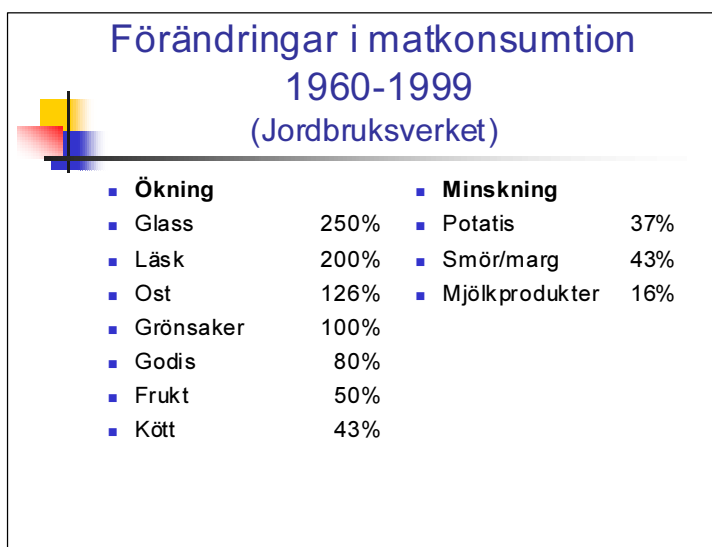 Förändringar i matkonsumtion
1960-1999
(Jordbruksverket)
Ökning
Glass 250%
Läsk 200%
Ost 126%
Grönsaker 100%
Godis 80%
Frukt 50%
Kött 43%
Minskning
Potatis 37%
Smör/marg 43%
Mjölkprodukter 16%